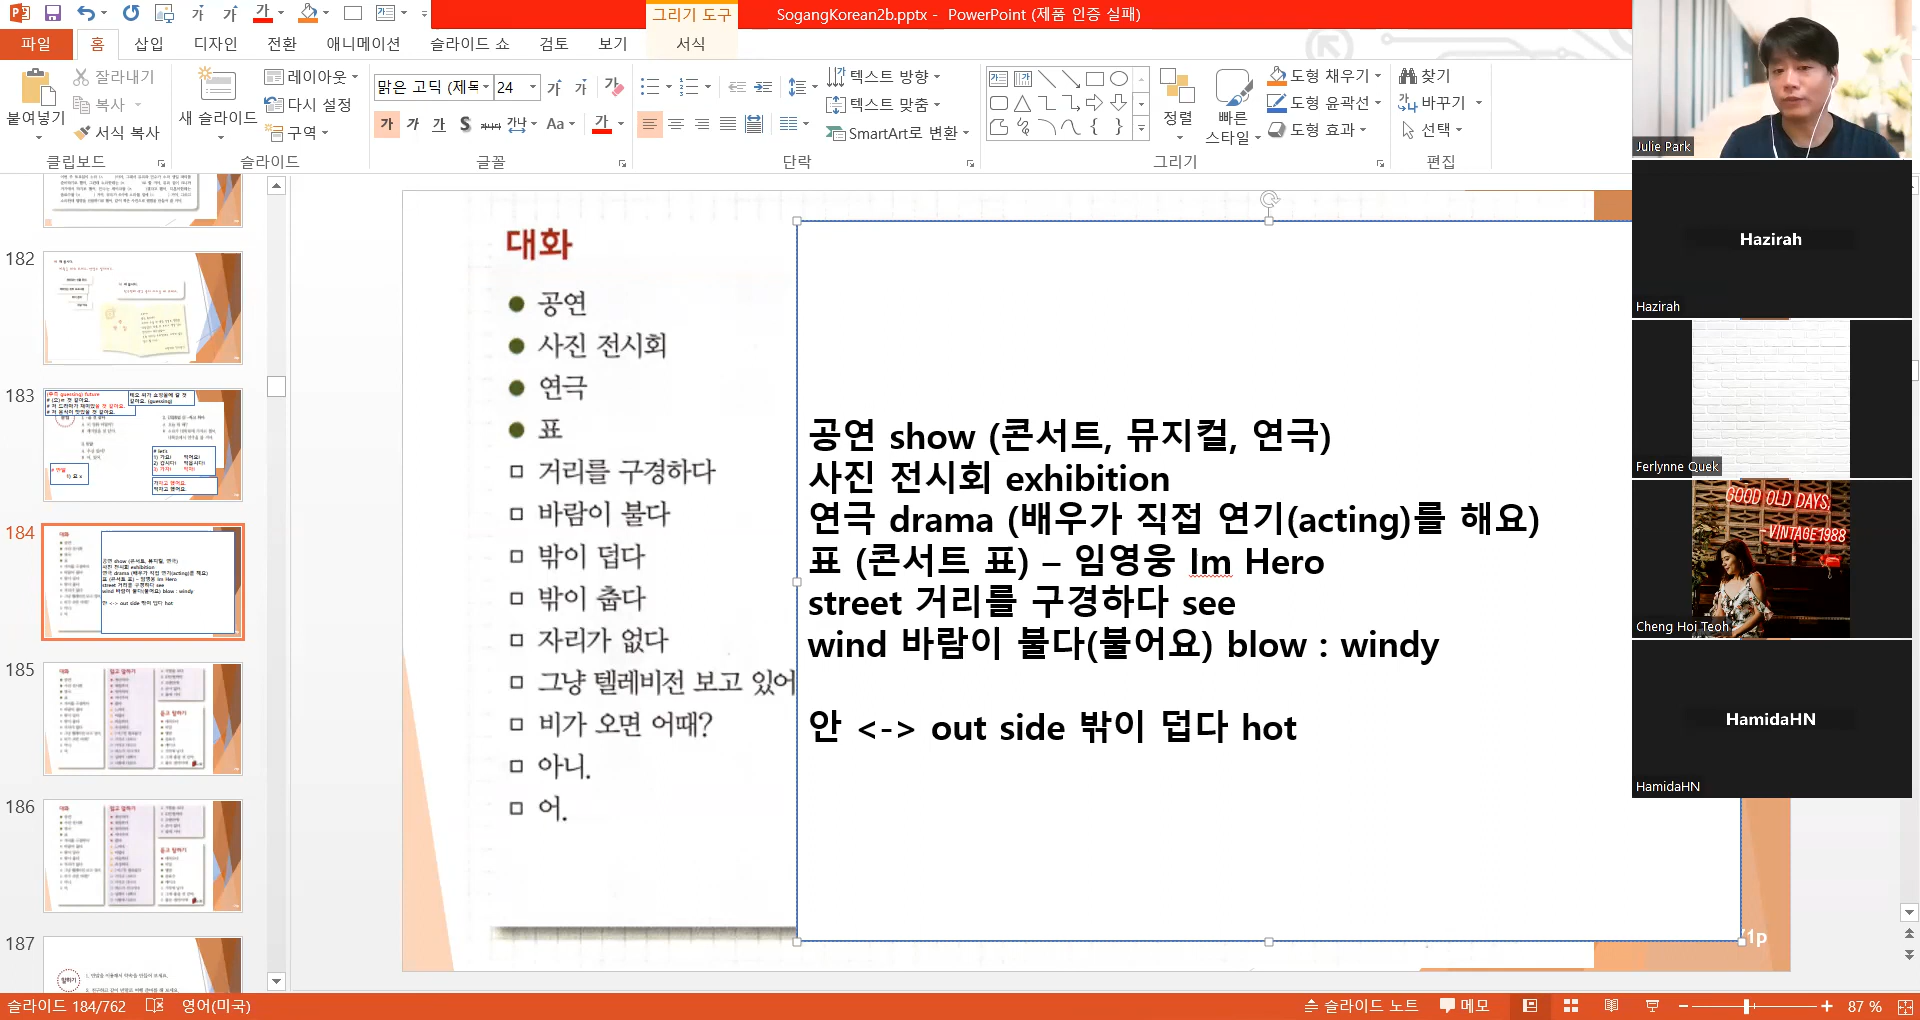 SogangKorean2b.pptx - PowerPoint (제품 인증 실패)
그리기 도구
파일
홈
삽입
디자인
전환
애니메이션
슬라이드 쇼
검토
보기
서식
붙여넣기
잘라내기
복사
서식 복사
클립보드
새 슬라이드
레이아웃
다시 설정
구역
슬라이드
맑은 고딕 (제목
24
가 가 가 S 가나다 간나 Aa 가
글꼴
텍스트 방향
텍스트 맞춤
SmartArt로 변환
단락
정렬
빠른 스타일
도형 채우기
도형 윤곽선
도형 효과
그리기
찾기
바꾸기
선택
편집
182
183
184
185
186
187
대화
공연
사진 전시회
연극
표
거리를 구경하다
바람이 불다
밖이 덥다
밖이 춥다
자리가 없다
그냥 텔레비전 보고 있어
비가 오면 어때?
아니.
어.
공연 show (콘서트, 뮤지컬, 연극)
사진 전시회 exhibition
연극 drama (배우가 직접 연기(acting)를 해요)
표 (콘서트 표) – 임영웅 Im Hero
street 거리를 구경하다 see
wind 바람이 불다(불어요) blow : windy
안 <-> out side 밖이 덥다 hot
1p
Julie Park
Hazirah
Hazirah
Ferlynne Quek
GOOD OLD DAYS,
-VINTAGE1988
Cheng Hoi Teoh
HamidaHN
HamidaHN
슬라이드 184/762
영어(미국)
슬라이드 노트
메모
87 %